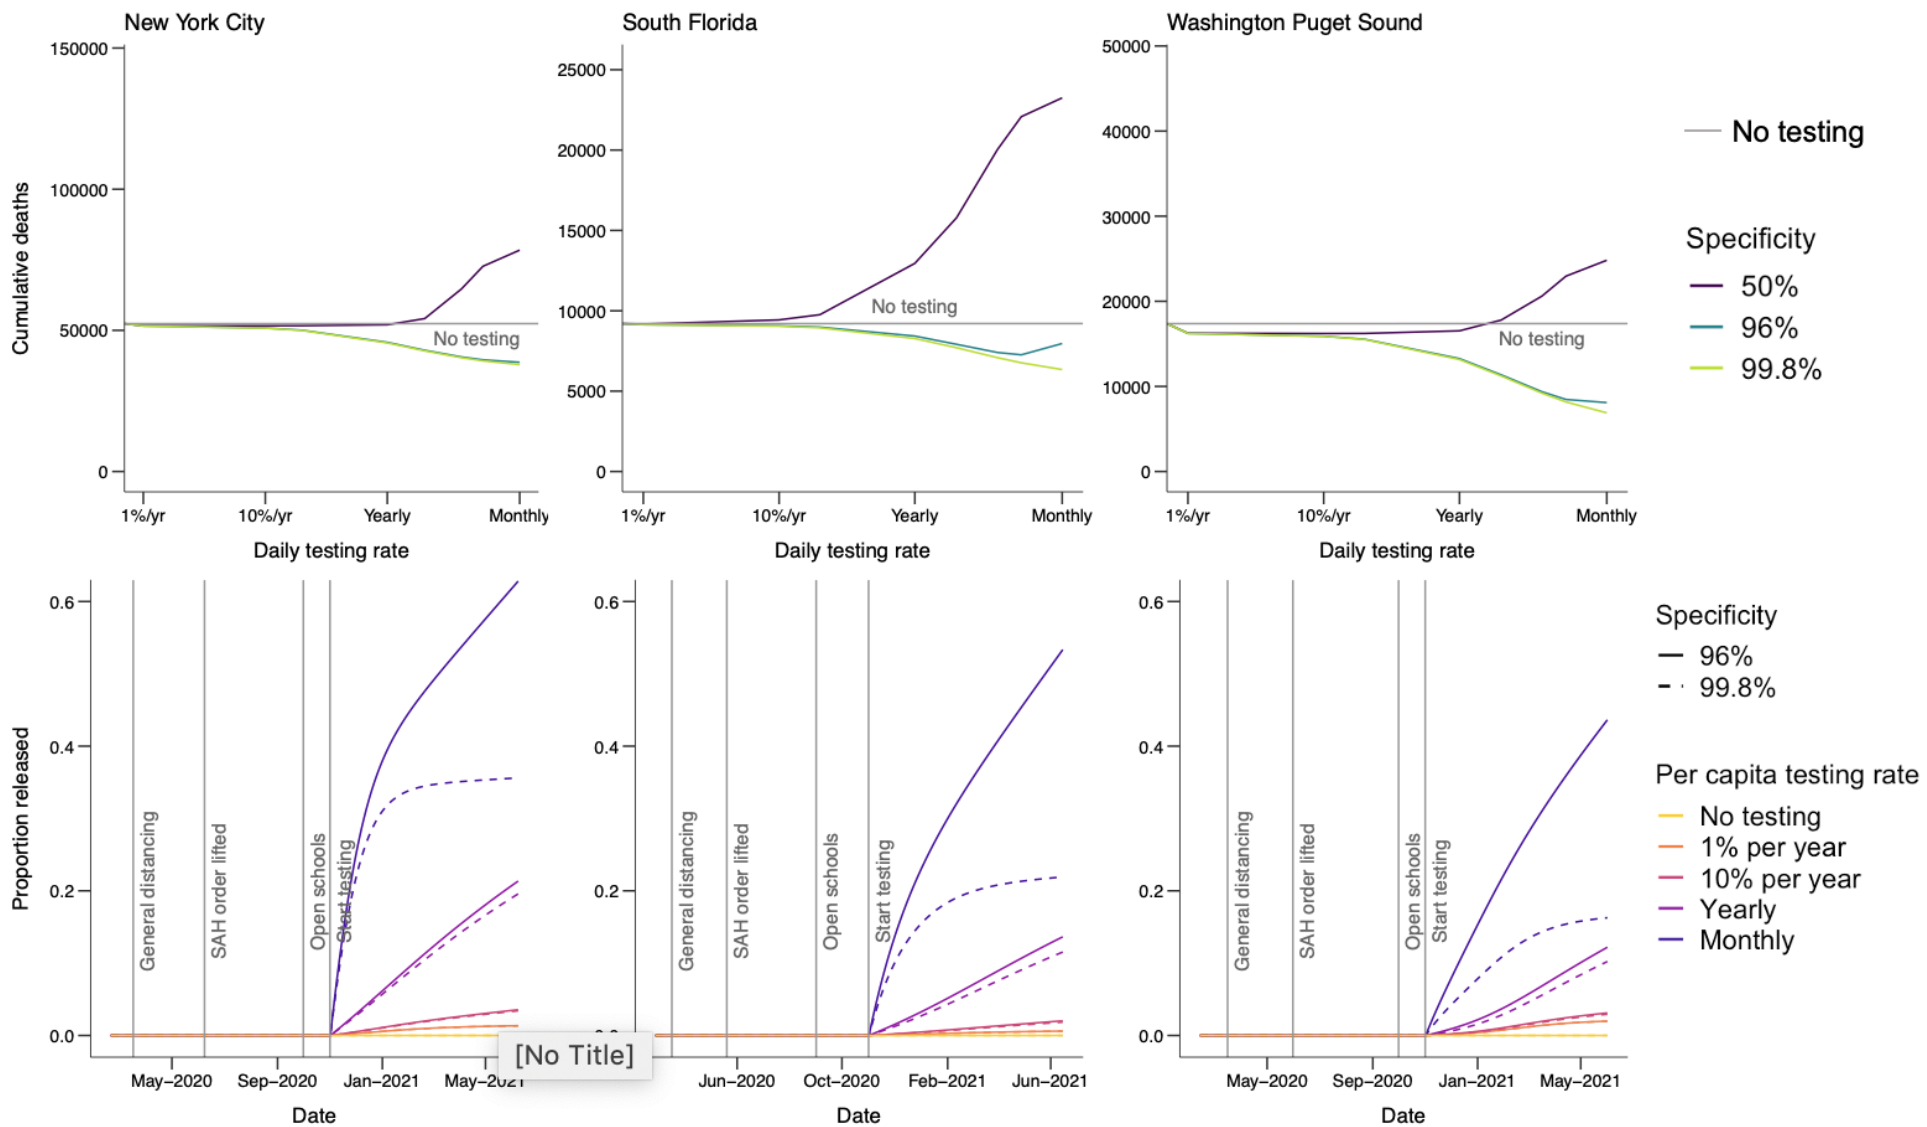 New York City
South Florida
Washington Puget Sound
Cumulative deaths
150000
100000
50000
0
1%/yr
10%/yr
Yearly
Monthly
Daily testing rate
No testing
25000
20000
15000
10000
5000
0
1%/yr
10%/yr
Yearly
Monthly
Daily testing rate
No testing
50000
40000
30000
20000
10000
0
1%/yr
10%/yr
Yearly
Monthly
Daily testing rate
No testing
No testing
Specificity
50%
96%
99.8%
Proportion released
0.6
0.4
0.2
0.0
General distancing
SAH order lifted
Open schools
Start testing
May–2020
Sep–2020
Jan–2021
May–2021
Date
[No Title]
0.6
0.4
0.2
General distancing
SAH order lifted
Open schools
Start testing
Jun–2020
Oct–2020
Feb–2021
Jun–2021
Date
0.6
0.4
0.2
0.0
General distancing
SAH order lifted
Open schools
Start testing
May–2020
Sep–2020
Jan–2021
May–2021
Date
Specificity
96%
99.8%
Per capita testing rate
No testing
1% per year
10% per year
Yearly
Monthly